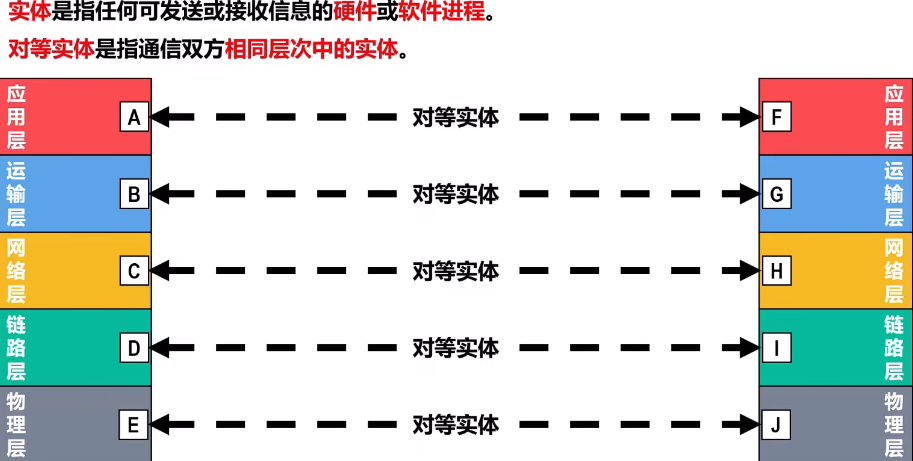 实体是指任何可发送或接收信息的硬件或软件进程。
对等实体是指通信双方相同层次中的实体。
应用层 A 对等实体 F 应用层
运输层 B 对等实体 G 运输层
网络层 C 对等实体 H 网络层
链路层 D 对等实体 I 链路层
物理层 E 对等实体 J 物理层